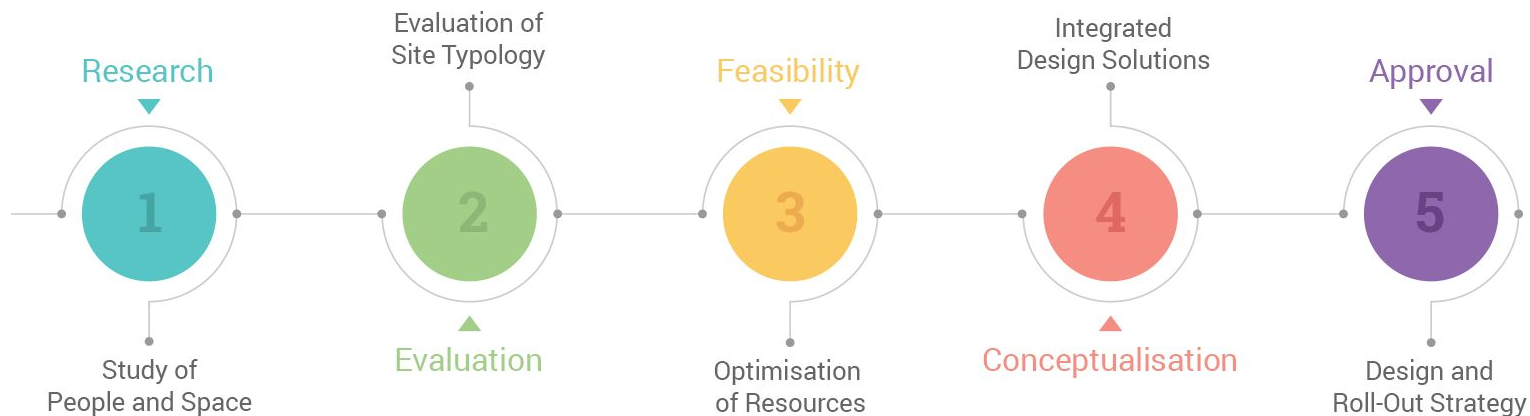 Research
1
Study of
People and Space
Evaluation of
Site Typology
2
Evaluation
Feasibility
3
Optimisation
of Resources
Integrated
Design Solutions
4
Conceptualisation
Approval
5
Design and
Roll-Out Strategy